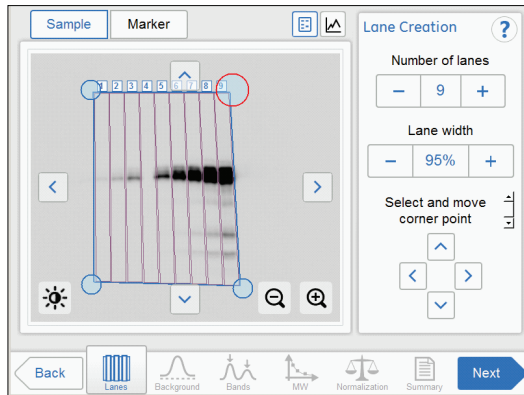 Sample
Marker
Lane Creation
?
Number of lanes
− 9 +
Lane width
− 95% +
Select and move
corner point
1 2 3 4 5 6 7 8 9
Back
Lanes
Background
Bands
MW
Normalization
Summary
Next